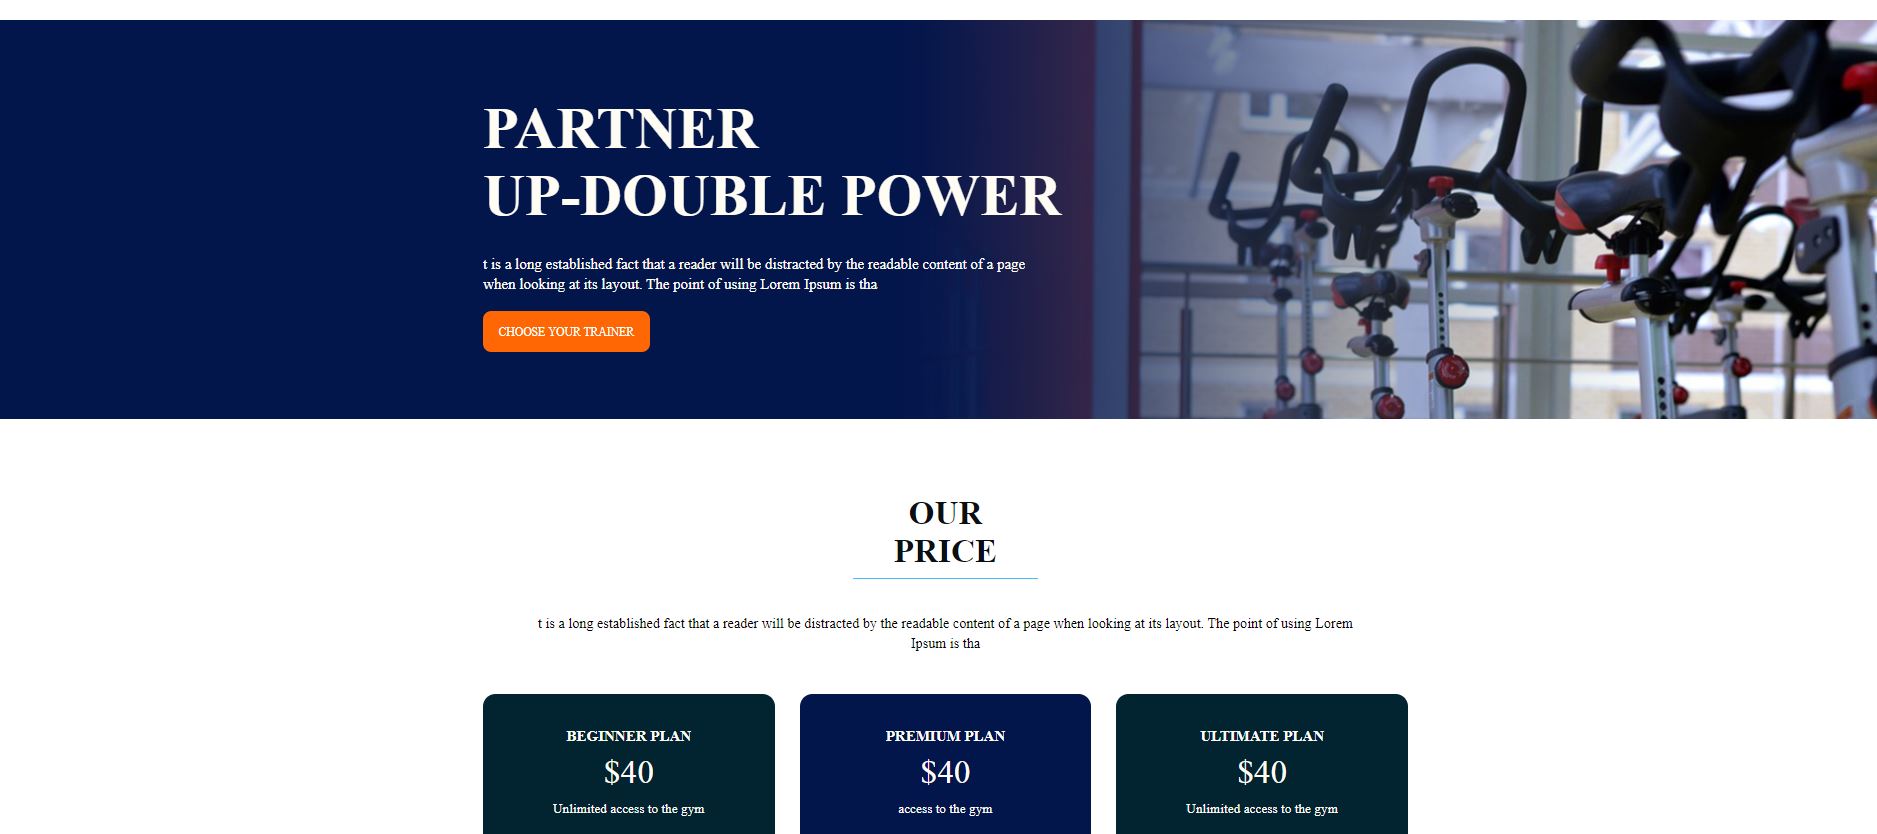 PARTNER
UP-DOUBLE POWER
t is a long established fact that a reader will be distracted by the readable content of a page
when looking at its layout. The point of using Lorem Ipsum is tha
CHOOSE YOUR TRAINER
OUR
PRICE
t is a long established fact that a reader will be distracted by the readable content of a page when looking at its layout. The point of using Lorem
Ipsum is tha
BEGINNER PLAN
$40
Unlimited access to the gym
PREMIUM PLAN
$40
access to the gym
ULTIMATE PLAN
$40
Unlimited access to the gym